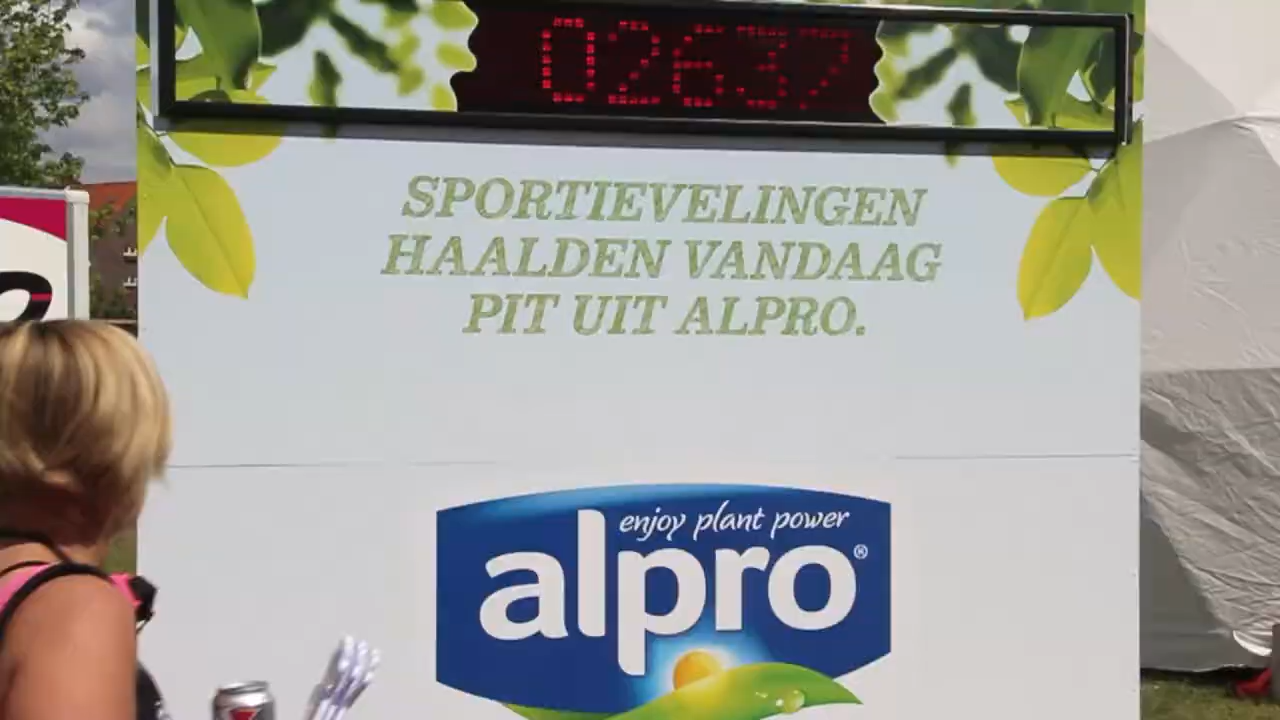 02637
SPORTIEVELINGEN
HAALDEN VANDAAG
PIT UIT ALPRO.
enjoy plant power
alpro®